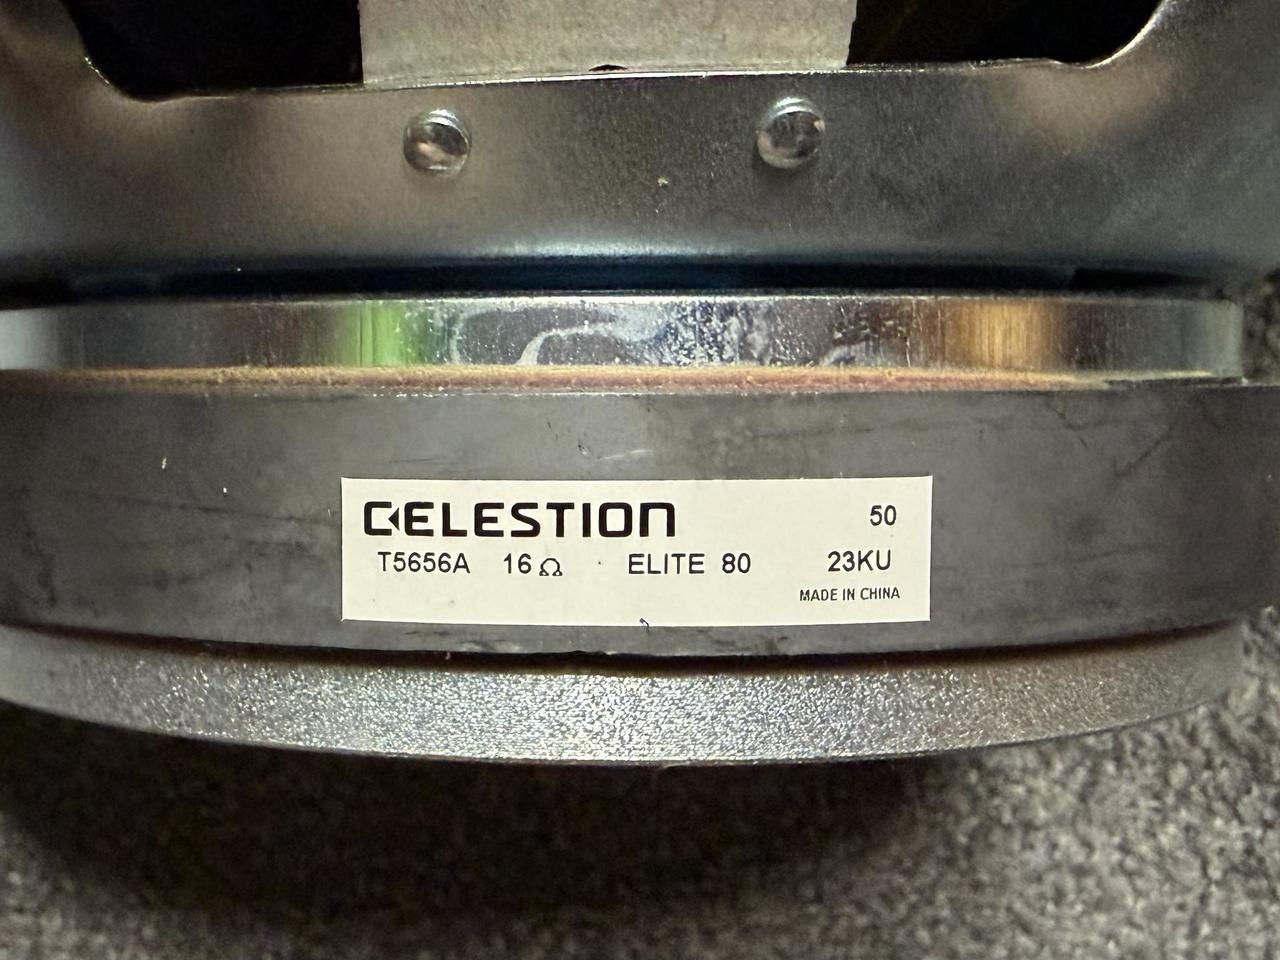 CELESTION 50
T5656A 16Ω ELITE 80 23KU
MADE IN CHINA